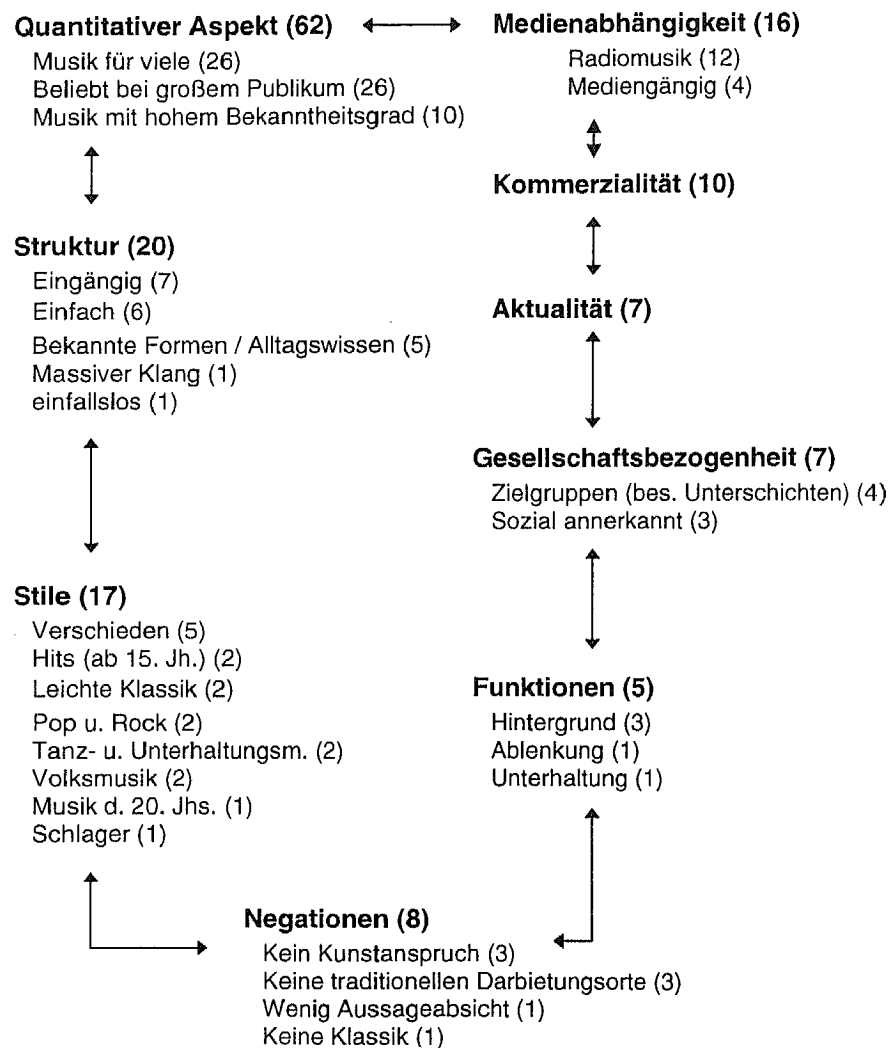 Quantitativer Aspekt (62)
Musik für viele (26)
Beliebt bei großem Publikum (26)
Musik mit hohem Bekanntheitsgrad (10)
Struktur (20)
Eingängig (7)
Einfach (6)
Bekannte Formen / Alltagswissen (5)
Massiver Klang (1)
einfallslos (1)
Stile (17)
Verschieden (5)
Hits (ab 15. Jh.) (2)
Leichte Klassik (2)
Pop u. Rock (2)
Tanz- u. Unterhaltungsm. (2)
Volksmusik (2)
Musik d. 20. Jhs. (1)
Schlager (1)
Medienabhängigkeit (16)
Radiomusik (12)
Mediengängig (4)
Kommerzialität (10)
Aktualität (7)
Gesellschaftsbezogenheit (7)
Zielgruppen (bes. Unterschichten) (4)
Sozial annerkannt (3)
Funktionen (5)
Hintergrund (3)
Ablenkung (1)
Unterhaltung (1)
Negationen (8)
Kein Kunstanspruch (3)
Keine traditionellen Darbietungsorte (3)
Wenig Aussageabsicht (1)
Keine Klassik (1)